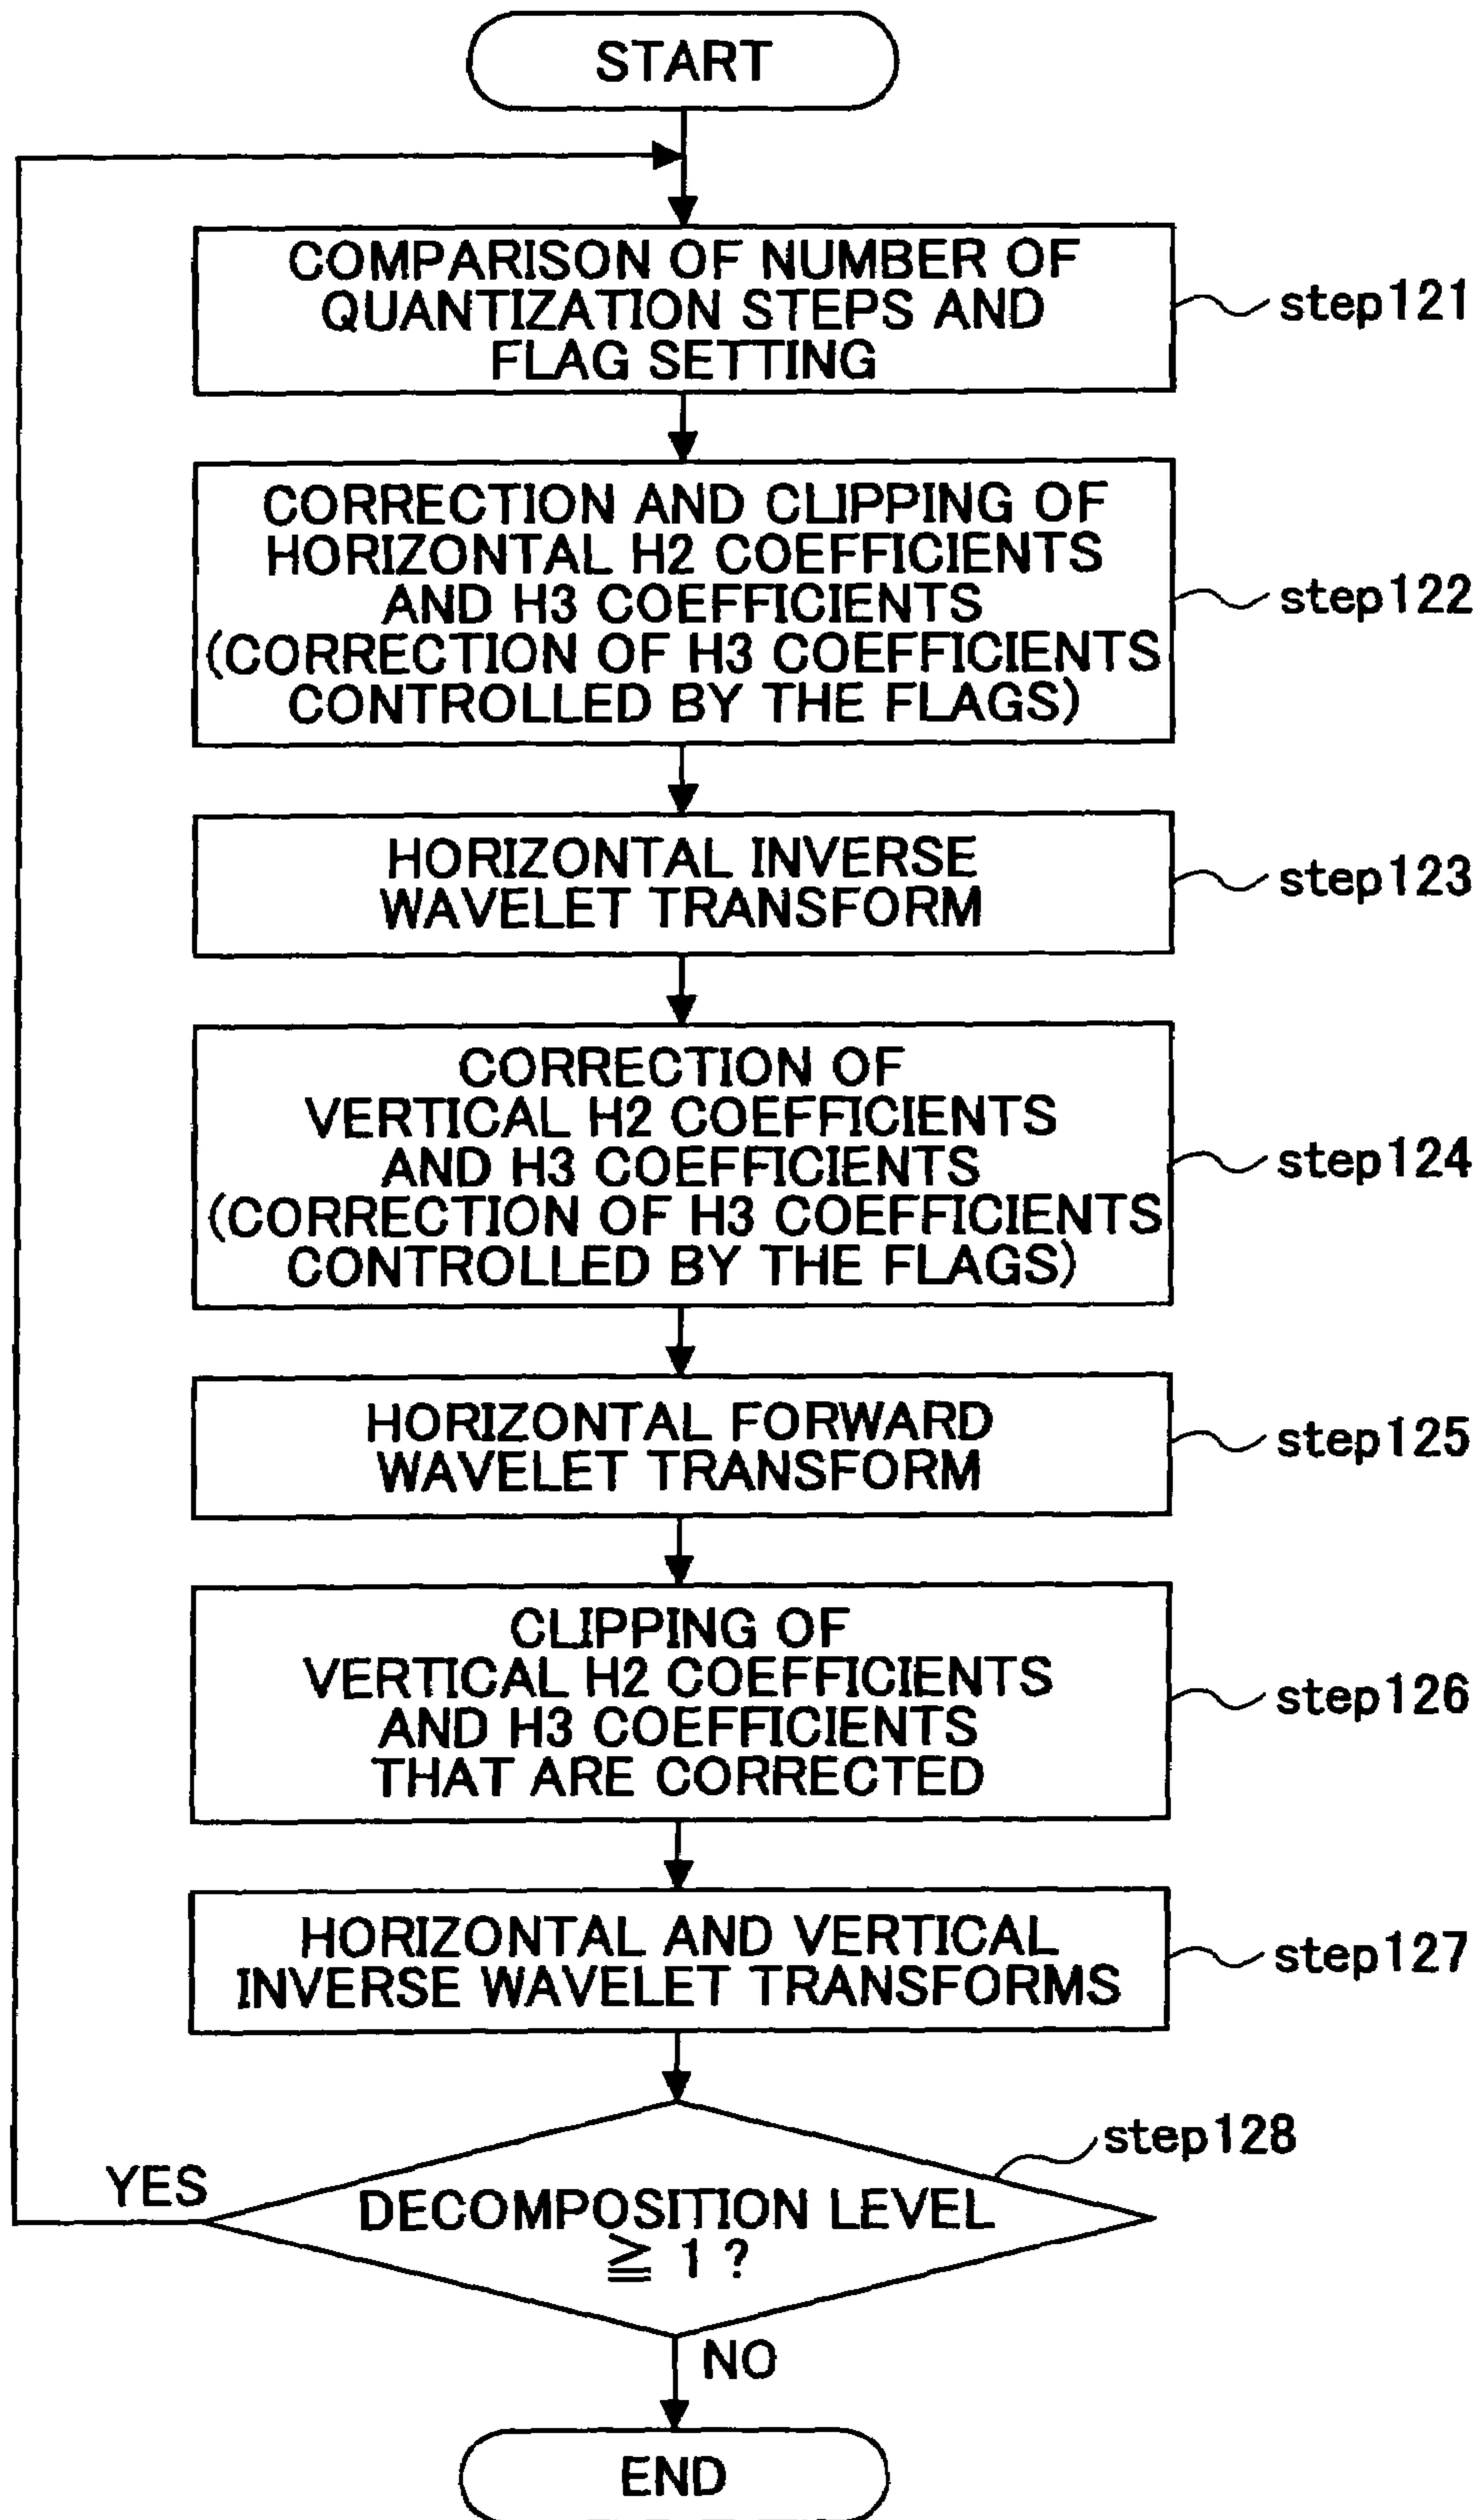 START
COMPARISON OF NUMBER OF
QUANTIZATION STEPS AND
FLAG SETTING
step121
CORRECTION AND CLIPPING OF
HORIZONTAL H2 COEFFICIENTS
AND H3 COEFFICIENTS
(CORRECTION OF H3 COEFFICIENTS
CONTROLLED BY THE FLAGS)
step122
HORIZONTAL INVERSE
WAVELET TRANSFORM
step123
CORRECTION OF
VERTICAL H2 COEFFICIENTS
AND H3 COEFFICIENTS
(CORRECTION OF H3 COEFFICIENTS
CONTROLLED BY THE FLAGS)
step124
HORIZONTAL FORWARD
WAVELET TRANSFORM
step125
CLIPPING OF
VERTICAL H2 COEFFICIENTS
AND H3 COEFFICIENTS
THAT ARE CORRECTED
step126
HORIZONTAL AND VERTICAL
INVERSE WAVELET TRANSFORMS
step127
step128
YES
DECOMPOSITION LEVEL
≧ 1 ?
NO
END